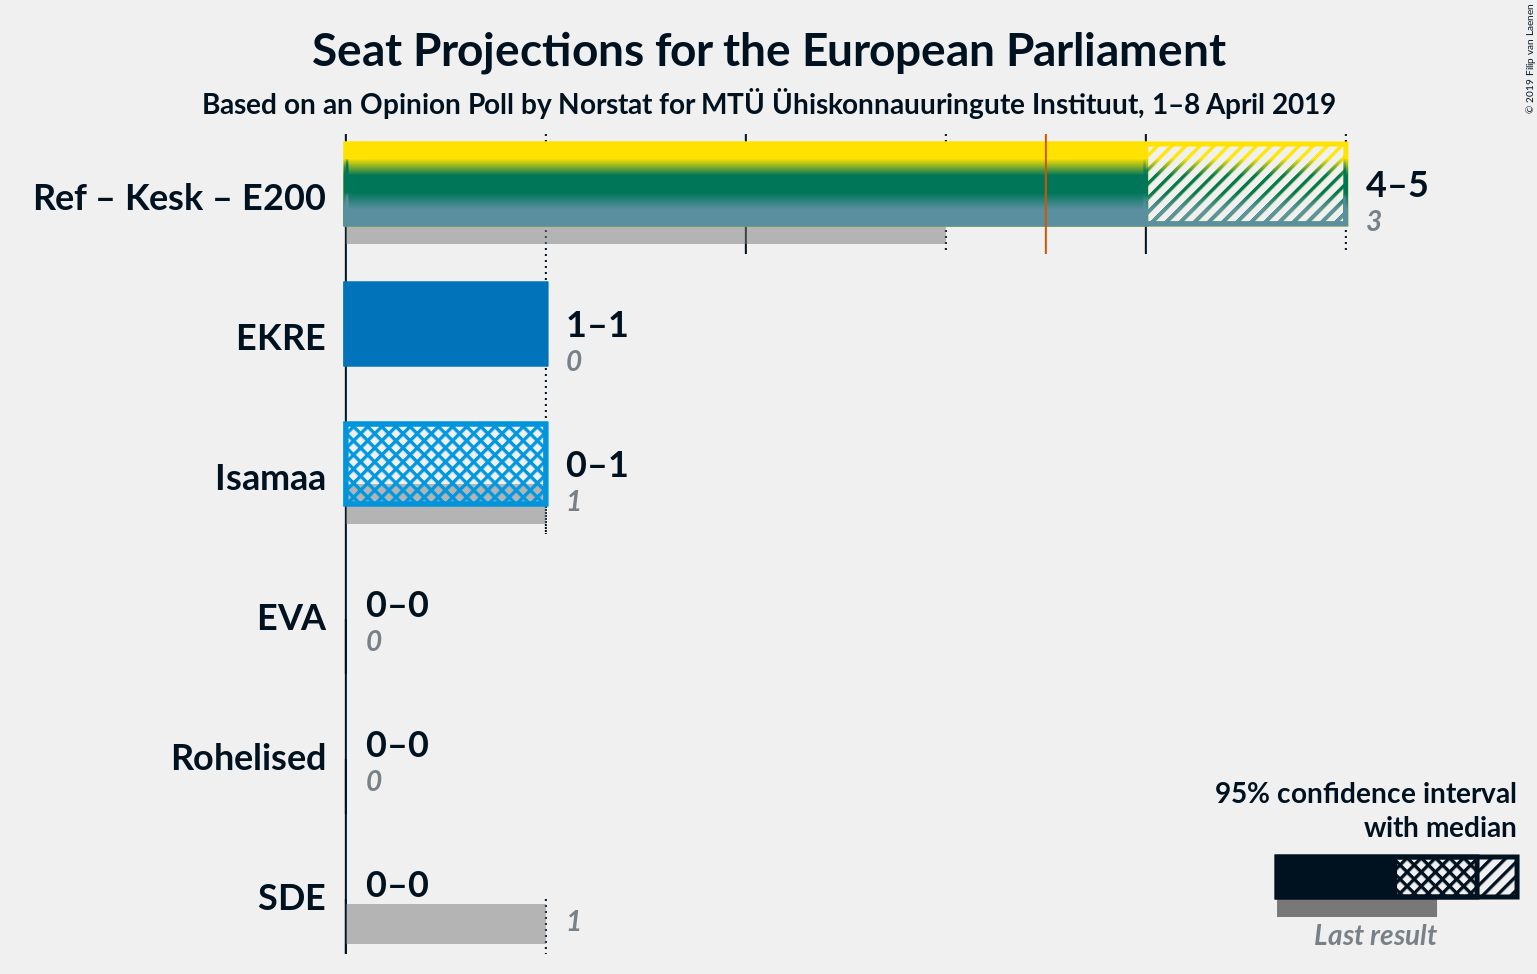 Seat Projections for the European Parliament
Based on an Opinion Poll by Norstat for MTÜ Ühiskonnauuringute Instituut, 1–8 April 2019
© 2019 Filip van Laenen
Ref – Kesk – E200
4–5
3
EKRE
1–1
0
Isamaa
0–1
1
EVA
0–0
0
Rohelised
0–0
0
SDE
0–0
1
95% confidence interval
with median
Last result